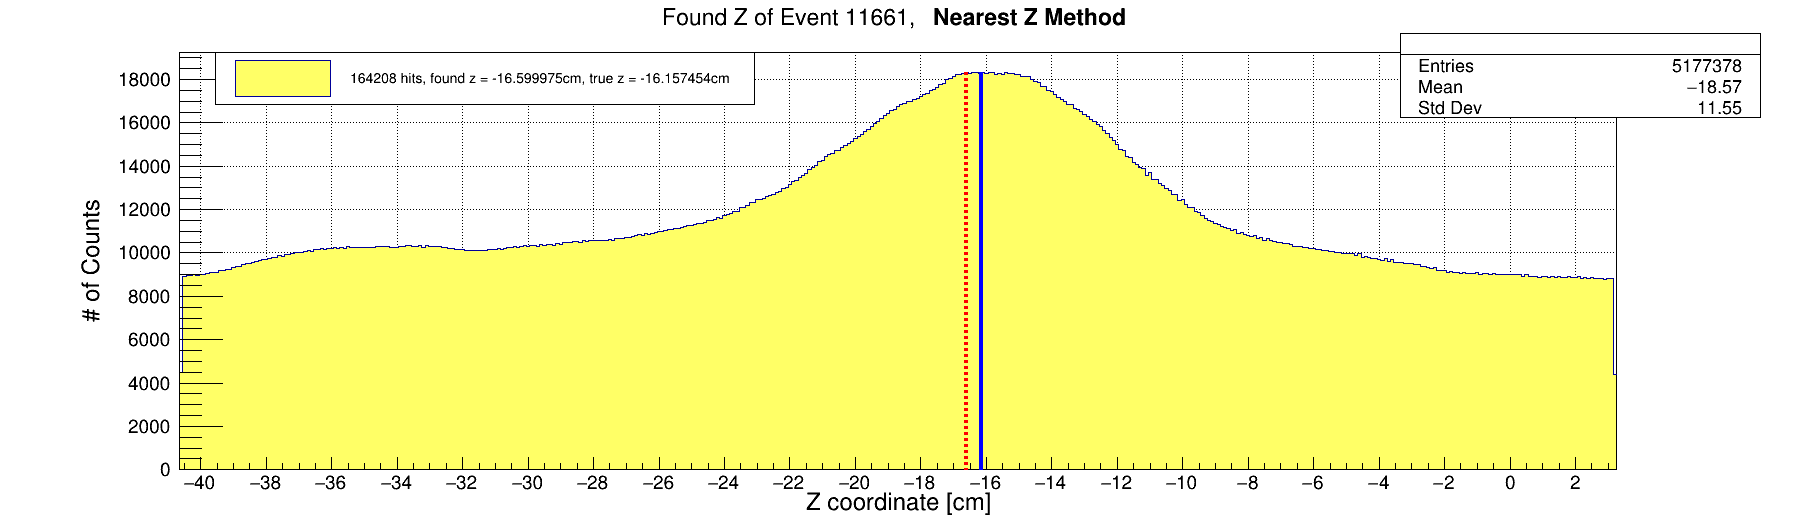 Found Z of Event 11661, Nearest Z Method
164208 hits, found z = -16.599975cm, true z = -16.157454cm
Entries 5177378
Mean −18.57
Std Dev 11.55
# of Counts
18000
16000
14000
12000
10000
8000
6000
4000
2000
0
−40 −38 −36 −34 −32 −30 −28 −26 −24 −22 −20 −18 −16 −14 −12 −10 −8 −6 −4 −2 0 2
Z coordinate [cm]